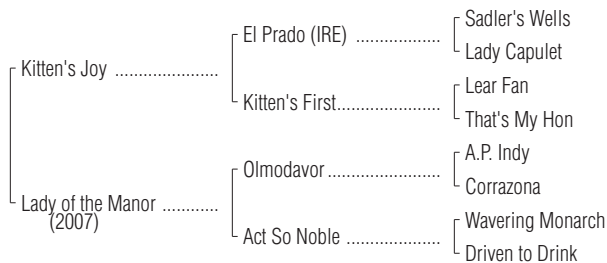 Sadler's Wells
El Prado (IRE) ...................
Lady Capulet
Kitten's Joy .......................
Lear Fan
Kitten's First.......................
That's My Hon
A.P. Indy
Olmodavor.........................
Corrazona
Lady of the Manor ............
(2007)
Wavering Monarch
Act So Noble .....................
Driven to Drink